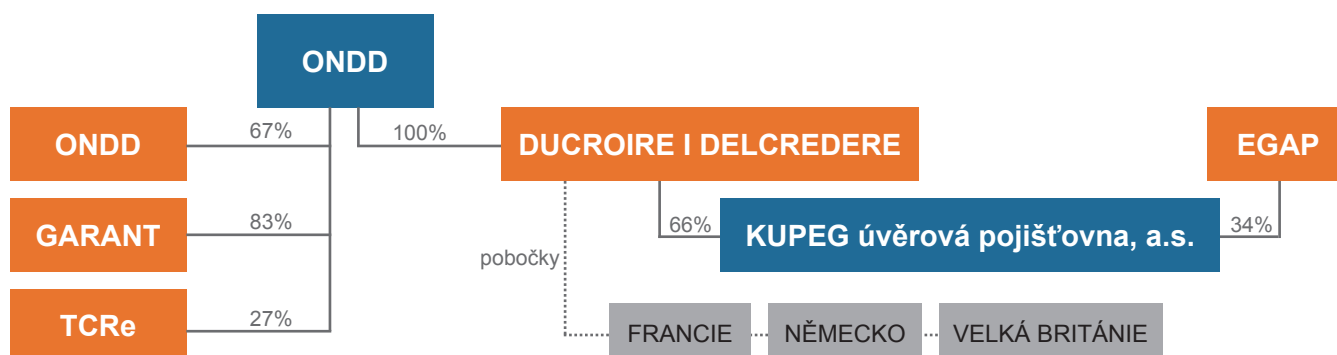 ONDD
ONDD
67%
100%
DUCROIRE I DELCREDERE
EGAP
GARANT
83%
66%
KUPEG úvěrová pojišťovna, a.s.
34%
pobočky
TCRe
27%
FRANCIE
NĚMECKO
VELKÁ BRITÁNIE